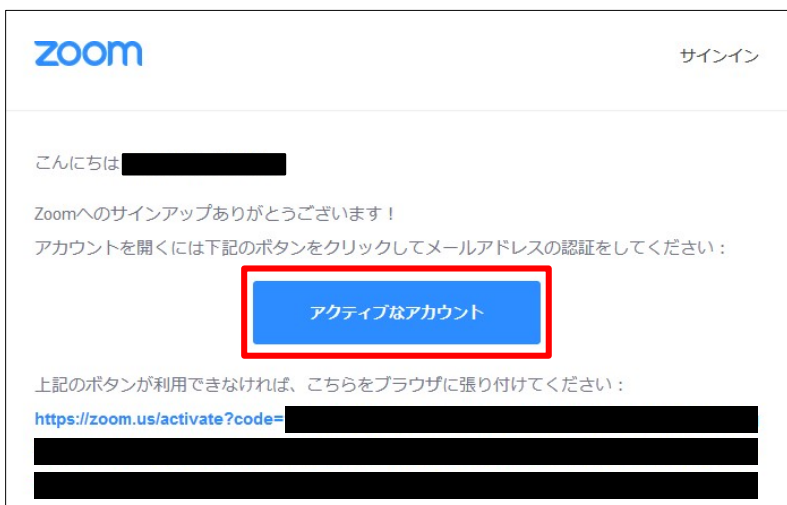 zoom
サインイン
こんにちは
Zoomへのサインアップありがとうございます！
アカウントを開くには下記のボタンをクリックしてメールアドレスの認証をしてください：
アクティブなアカウント
上記のボタンが利用できなければ、こちらをブラウザに張り付けてください：
https://zoom.us/activate?code=